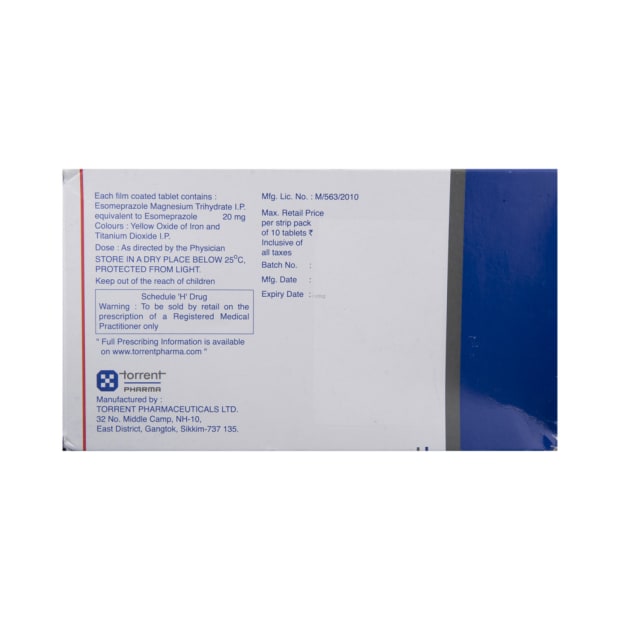 Each film coated tablet contains :
Esomeprazole Magnesium Trihydrate I.P.
equivalent to Esomeprazole 20 mg
Colours : Yellow Oxide of Iron and
Titanium Dioxide I.P.
Dose : As directed by the Physician
STORE IN A DRY PLACE BELOW 25°C,
PROTECTED FROM LIGHT.
Keep out of the reach of children
Schedule 'H' Drug
Warning : To be sold by retail on the
prescription of a Registered Medical
Practitioner only
" Full Prescribing Information is available
on www.torrentpharma.com "
torrent
PHARMA
Manufactured by :
TORRENT PHARMACEUTICALS LTD.
32 No. Middle Camp, NH-10,
East District, Gangtok, Sikkim-737 135.
Mfg. Lic. No. : M/563/2010
Max. Retail Price
per strip pack
of 10 tablets ₹
Inclusive of
all taxes
Batch No. :
Mfg. Date :
Expiry Date :